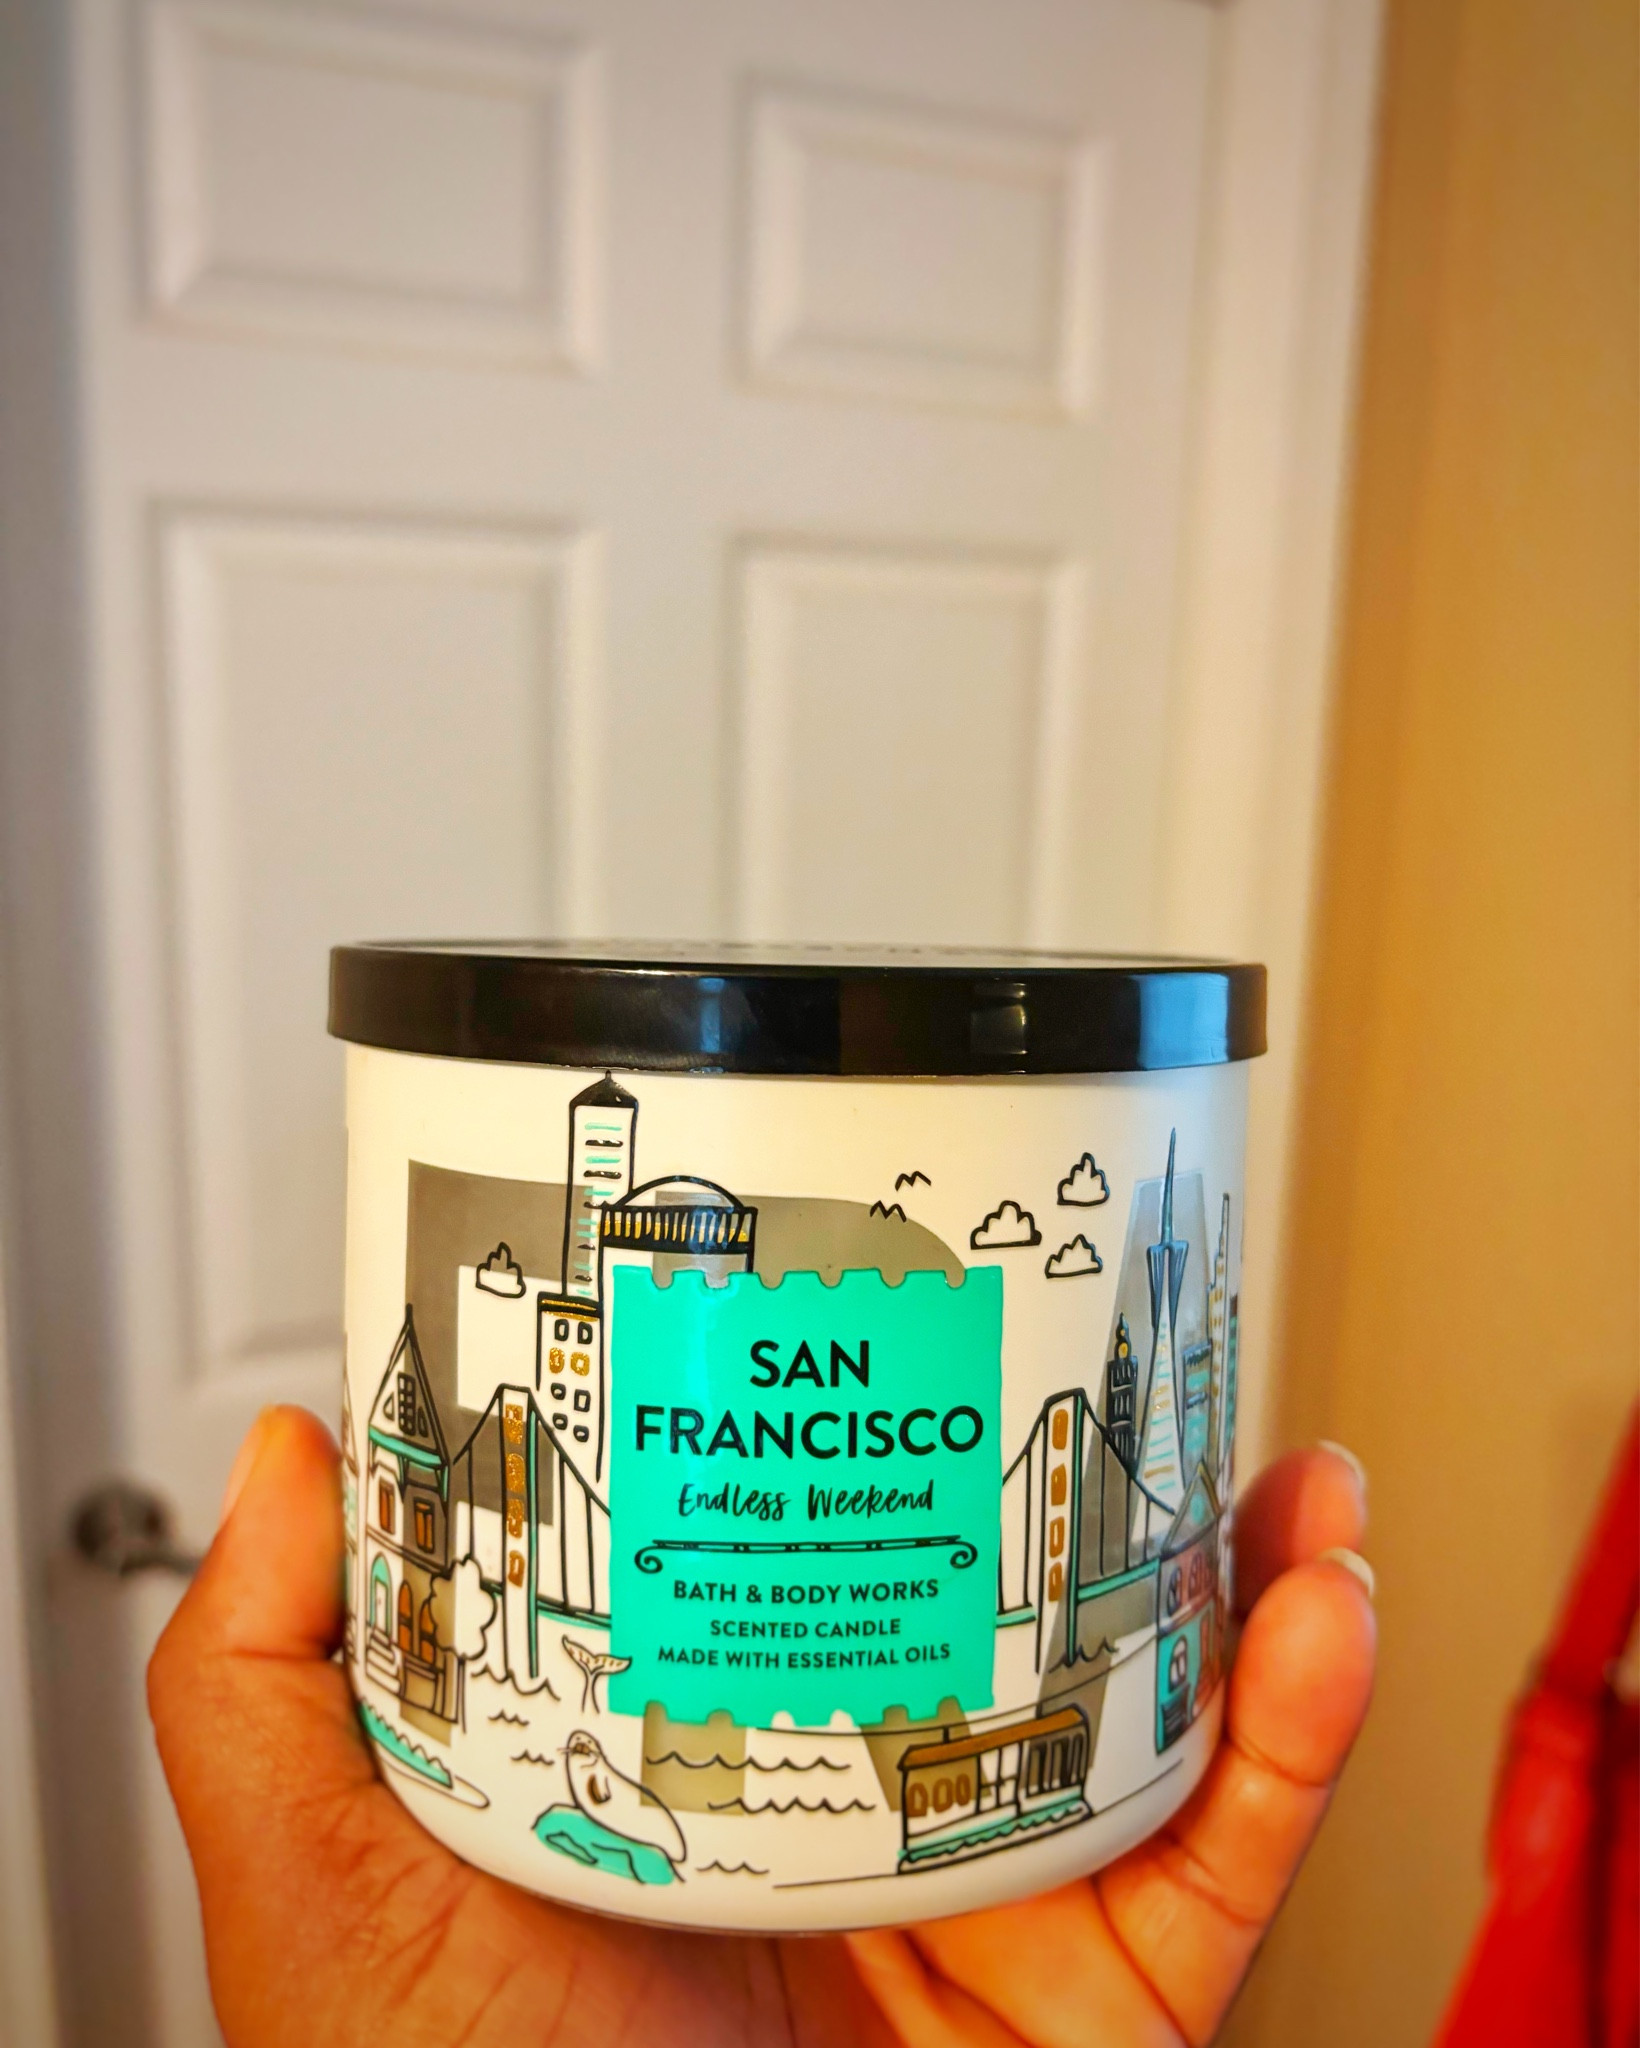 SAN
FRANCISCO
Endless Weekend
BATH & BODY WORKS
SCENTED CANDLE
MADE WITH ESSENTIAL OILS